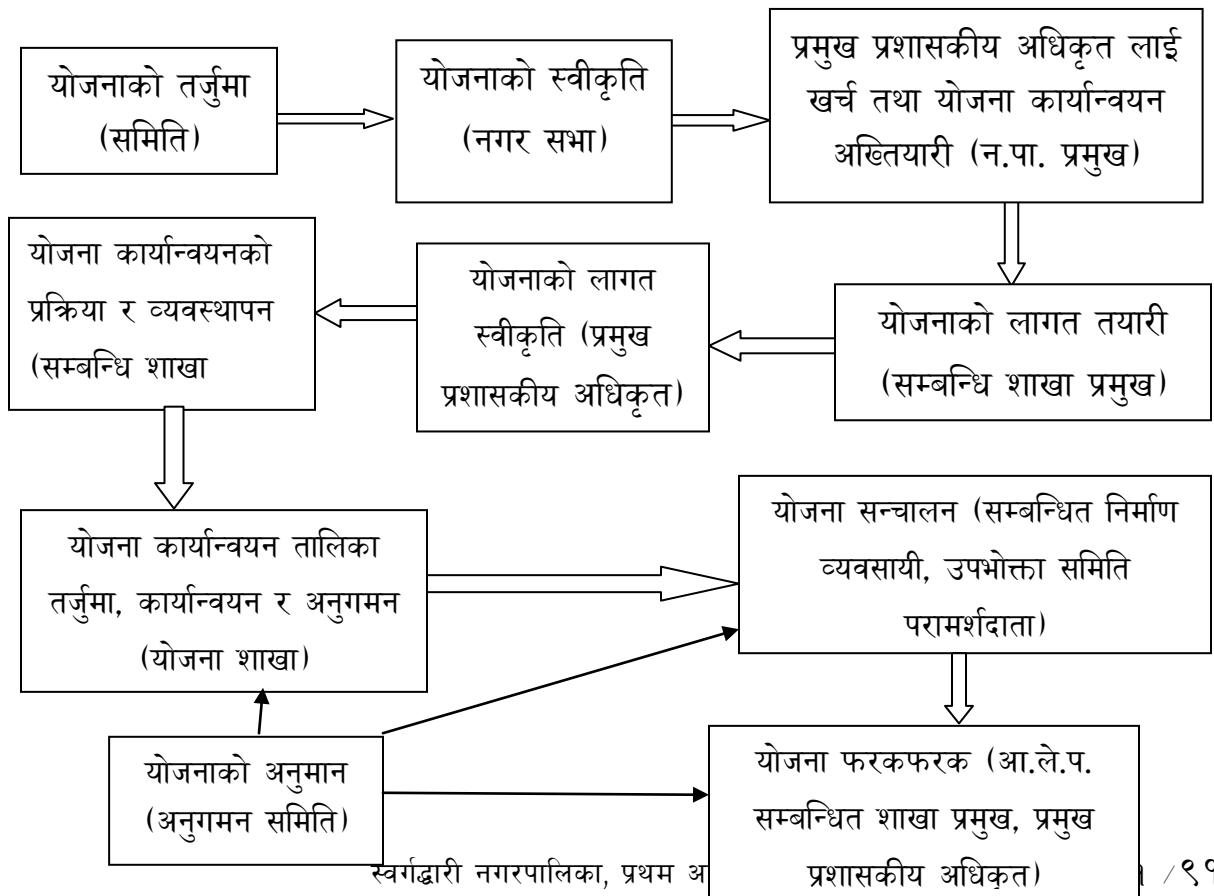 योजनाको तर्जुमा
(समिति)
योजनाको स्वीकृति
(नगर सभा)
प्रमुख प्रशासकीय अधिकृत लाई
खर्च तथा योजना कार्यान्वयन
अख्तियारी (न.पा. प्रमुख)
योजनाको लागत तयारी
(सम्बन्धि शाखा प्रमुख)
योजनाको लागत
स्वीकृति (प्रमुख
प्रशासकीय अधिकृत)
योजना कार्यान्वयनको
प्रक्रिया र व्यवस्थापन
(सम्बन्धि शाखा
योजना कार्यान्वयन तालिका
तर्जुमा, कार्यान्वयन र अनुगमन
(योजना शाखा)
योजना सन्चालन (सम्बन्धित निर्माण
व्यवसायी, उपभोक्ता समिति
परामर्शदाता)
योजनाको अनुमान
(अनुगमन समिति)
योजना फरकफरक (आ.ले.प.
सम्बन्धित शाखा प्रमुख, प्रमुख
प्रशासकीय अधिकृत)
स्वर्गद्धारी नगरपालिका, प्रथम